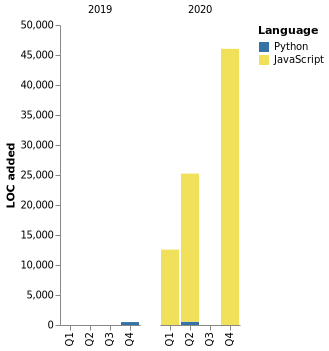 2019 2020
Language
Python
JavaScript
50,000
45,000
40,000
35,000
30,000
25,000
20,000
15,000
10,000
5,000
0
LOC added
Q1 Q2 Q3 Q4 Q1 Q2 Q3 Q4